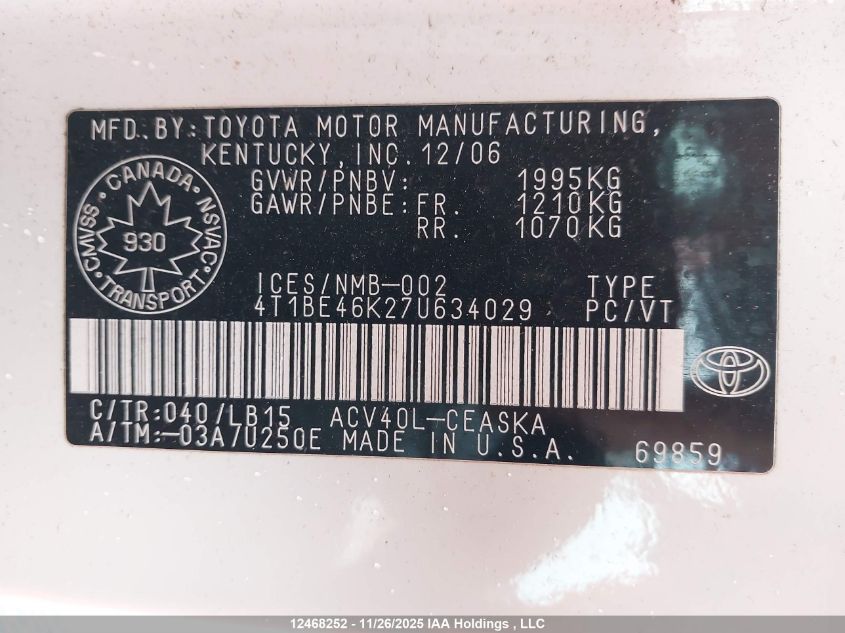 MFD. BY: TOYOTA MOTOR MANUFACTURING,
KENTUCKY, INC. 12/06
GVWR/PNBV: 1995KG
GAWR/PNBE: FR. 1210KG
RR. 1070KG
CANADA
CMVSS 930 NSVAC
TRANSPORT
ICES/NMB-002 TYPE
4T1BE46K27U634029 PC/VT
C/TR: 040/LB15 ACV40L-CEASKA
A/TM:-03A/U250E MADE IN U.S.A. 69859
12468252 - 11/26/2025 IAA Holdings , LLC